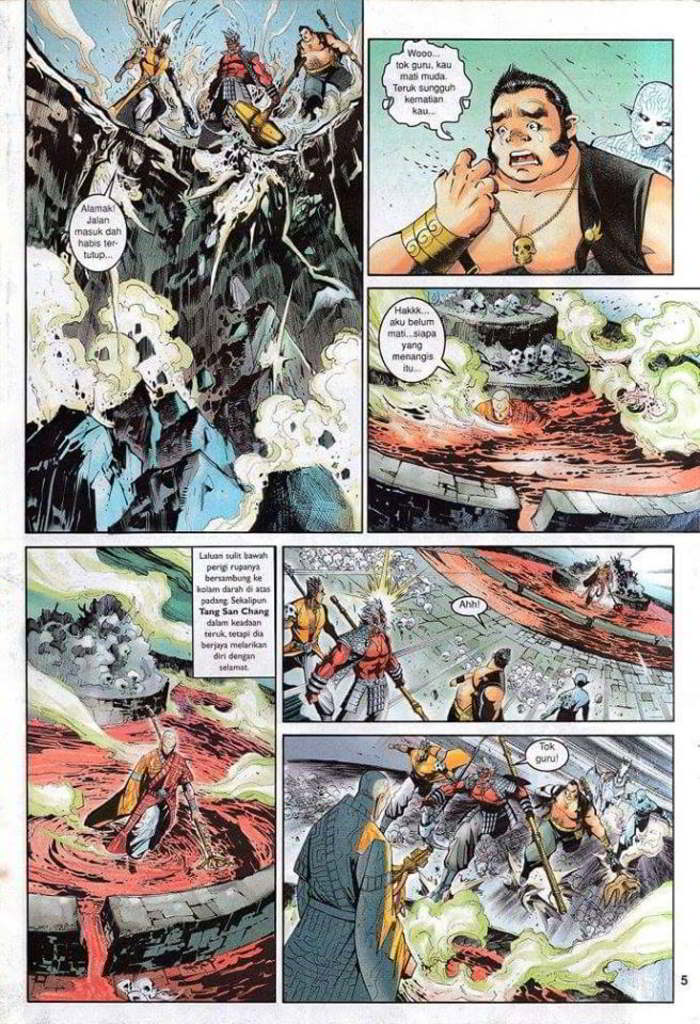 Alamak!
Jalan
masuk dah
habis ter-
tutup...
Wooo...
tok guru, kau
mati muda.
Teruk sungguh
kematian
kau...
Hakkk...
aku belum
mati...siapa
yang
menangis
itu...
Laluan sulit bawah
perigi rupanya
bersambung ke
kolam darah di atas
padang. Sekalipun
Tang San Chang
dalam keadaan
teruk, tetapi dia
berjaya melarikan
diri dengan
selamat.
Ahh!
Tok
guru!
5